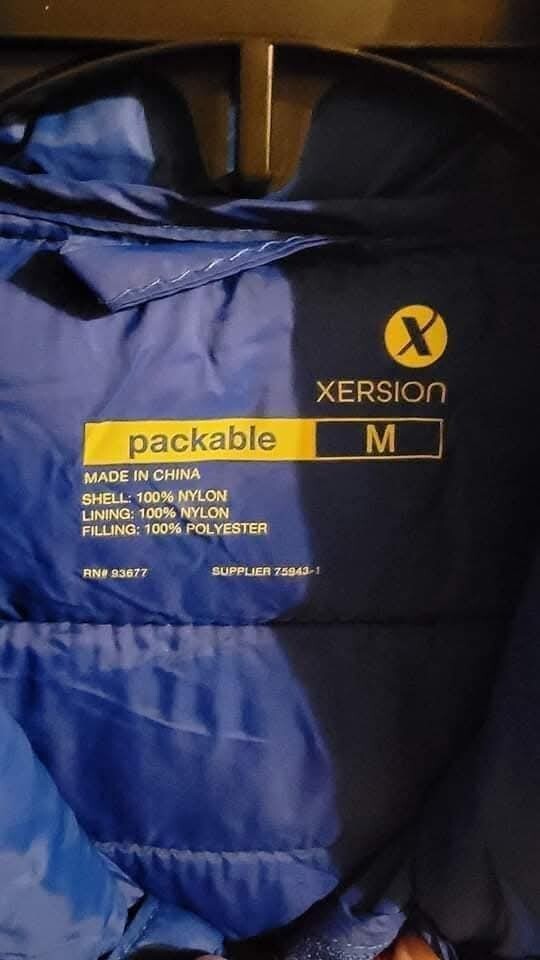 X
XERSION
packable M
MADE IN CHINA
SHELL: 100% NYLON
LINING: 100% NYLON
FILLING: 100% POLYESTER
RN# 93677 SUPPLIER 75943-1